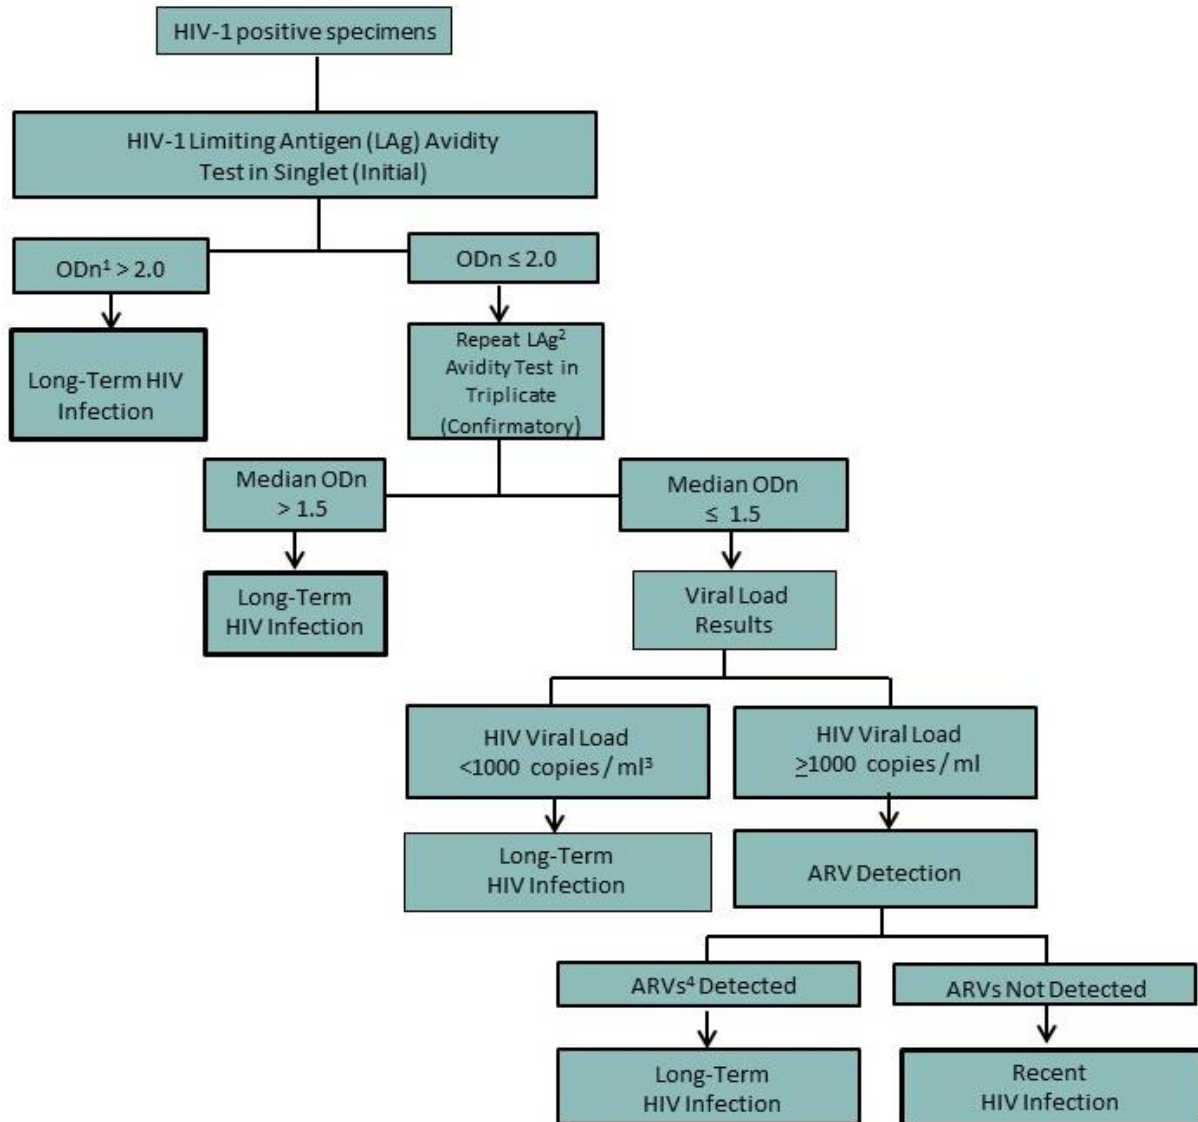 HIV-1 positive specimens
HIV-1 Limiting Antigen (LAg) Avidity
Test in Singlet (Initial)
ODn¹ > 2.0
ODn ≤ 2.0
Long-Term HIV
Infection
Repeat LAg²
Avidity Test in
Triplicate
(Confirmatory)
Median ODn
> 1.5
Median ODn
≤ 1.5
Long-Term
HIV Infection
Viral Load
Results
HIV Viral Load
<1000 copies / ml³
HIV Viral Load
≥1000 copies / ml
Long-Term
HIV Infection
ARV Detection
ARVs⁴ Detected
ARVs Not Detected
Long-Term
HIV Infection
Recent
HIV Infection